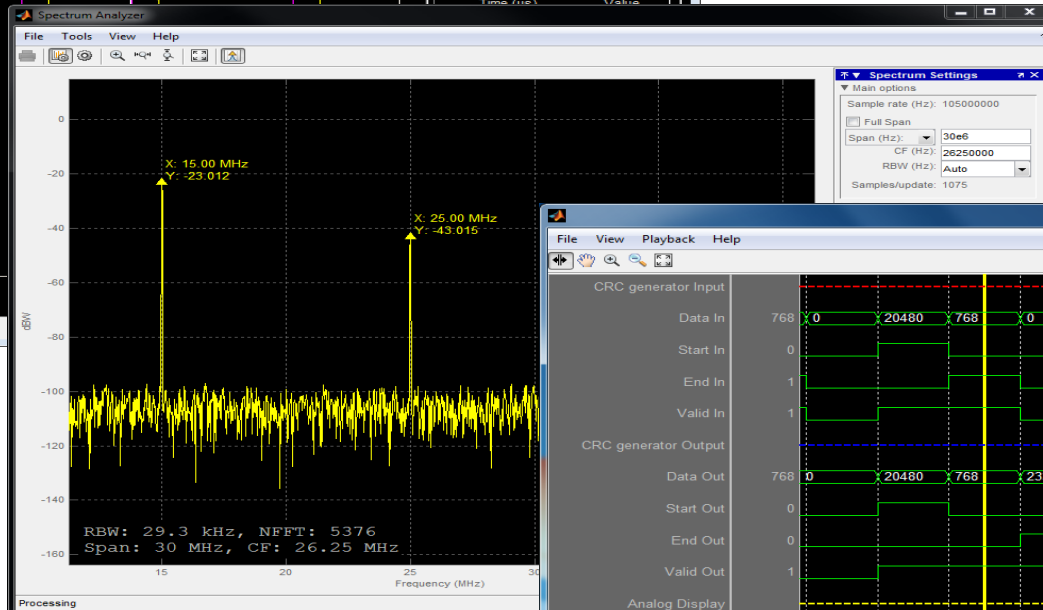 Time (us) Value
Spectrum Analyzer
File Tools View Help
Spectrum Settings
Main options
Sample rate (Hz): 105000000
Full Span
Span (Hz): 30e6
CF (Hz): 26250000
RBW (Hz): Auto
Samples/update: 1075
0
-20
-40
-60
-80
-100
-120
-140
-160
dBW
X: 15.00 MHz
Y: -23.012
X: 25.00 MHz
Y: -43.015
RBW: 29.3 kHz, NFFT: 5376
Span: 30 MHz, CF: 26.25 MHz
15 20 25 30
Frequency (MHz)
Processing
File View Playback Help
CRC generator Input
Data In 768 0 20480 768 0
Start In 0
End In 1
Valid In 1
CRC generator Output
Data Out 768 0 20480 768 23
Start Out 0
End Out 0
Valid Out 1
Analog Display